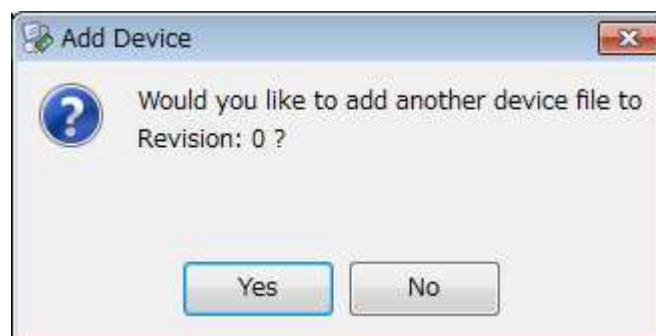 Add Device
Would you like to add another device file to
Revision: 0 ?
Yes
No